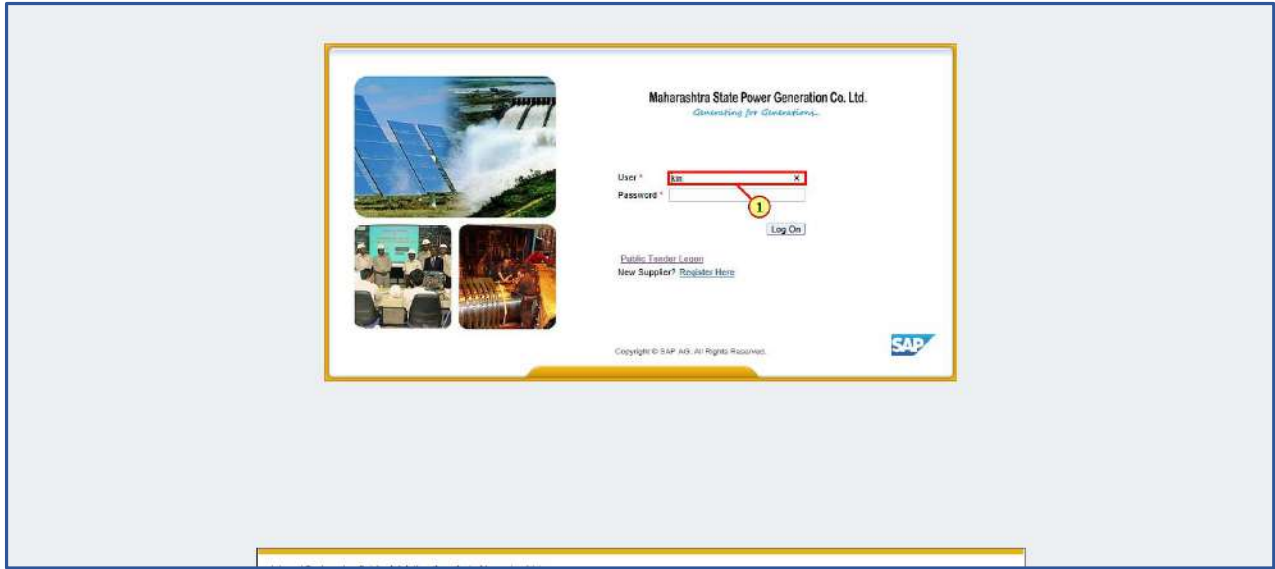 Maharashtra State Power Generation Co. Ltd.
Generating for Generations..
User *
kin
Password *
1
Log On
Public Tender Logon
New Supplier? Register Here
Copyright © SAP AG. All Rights Reserved.
SAP